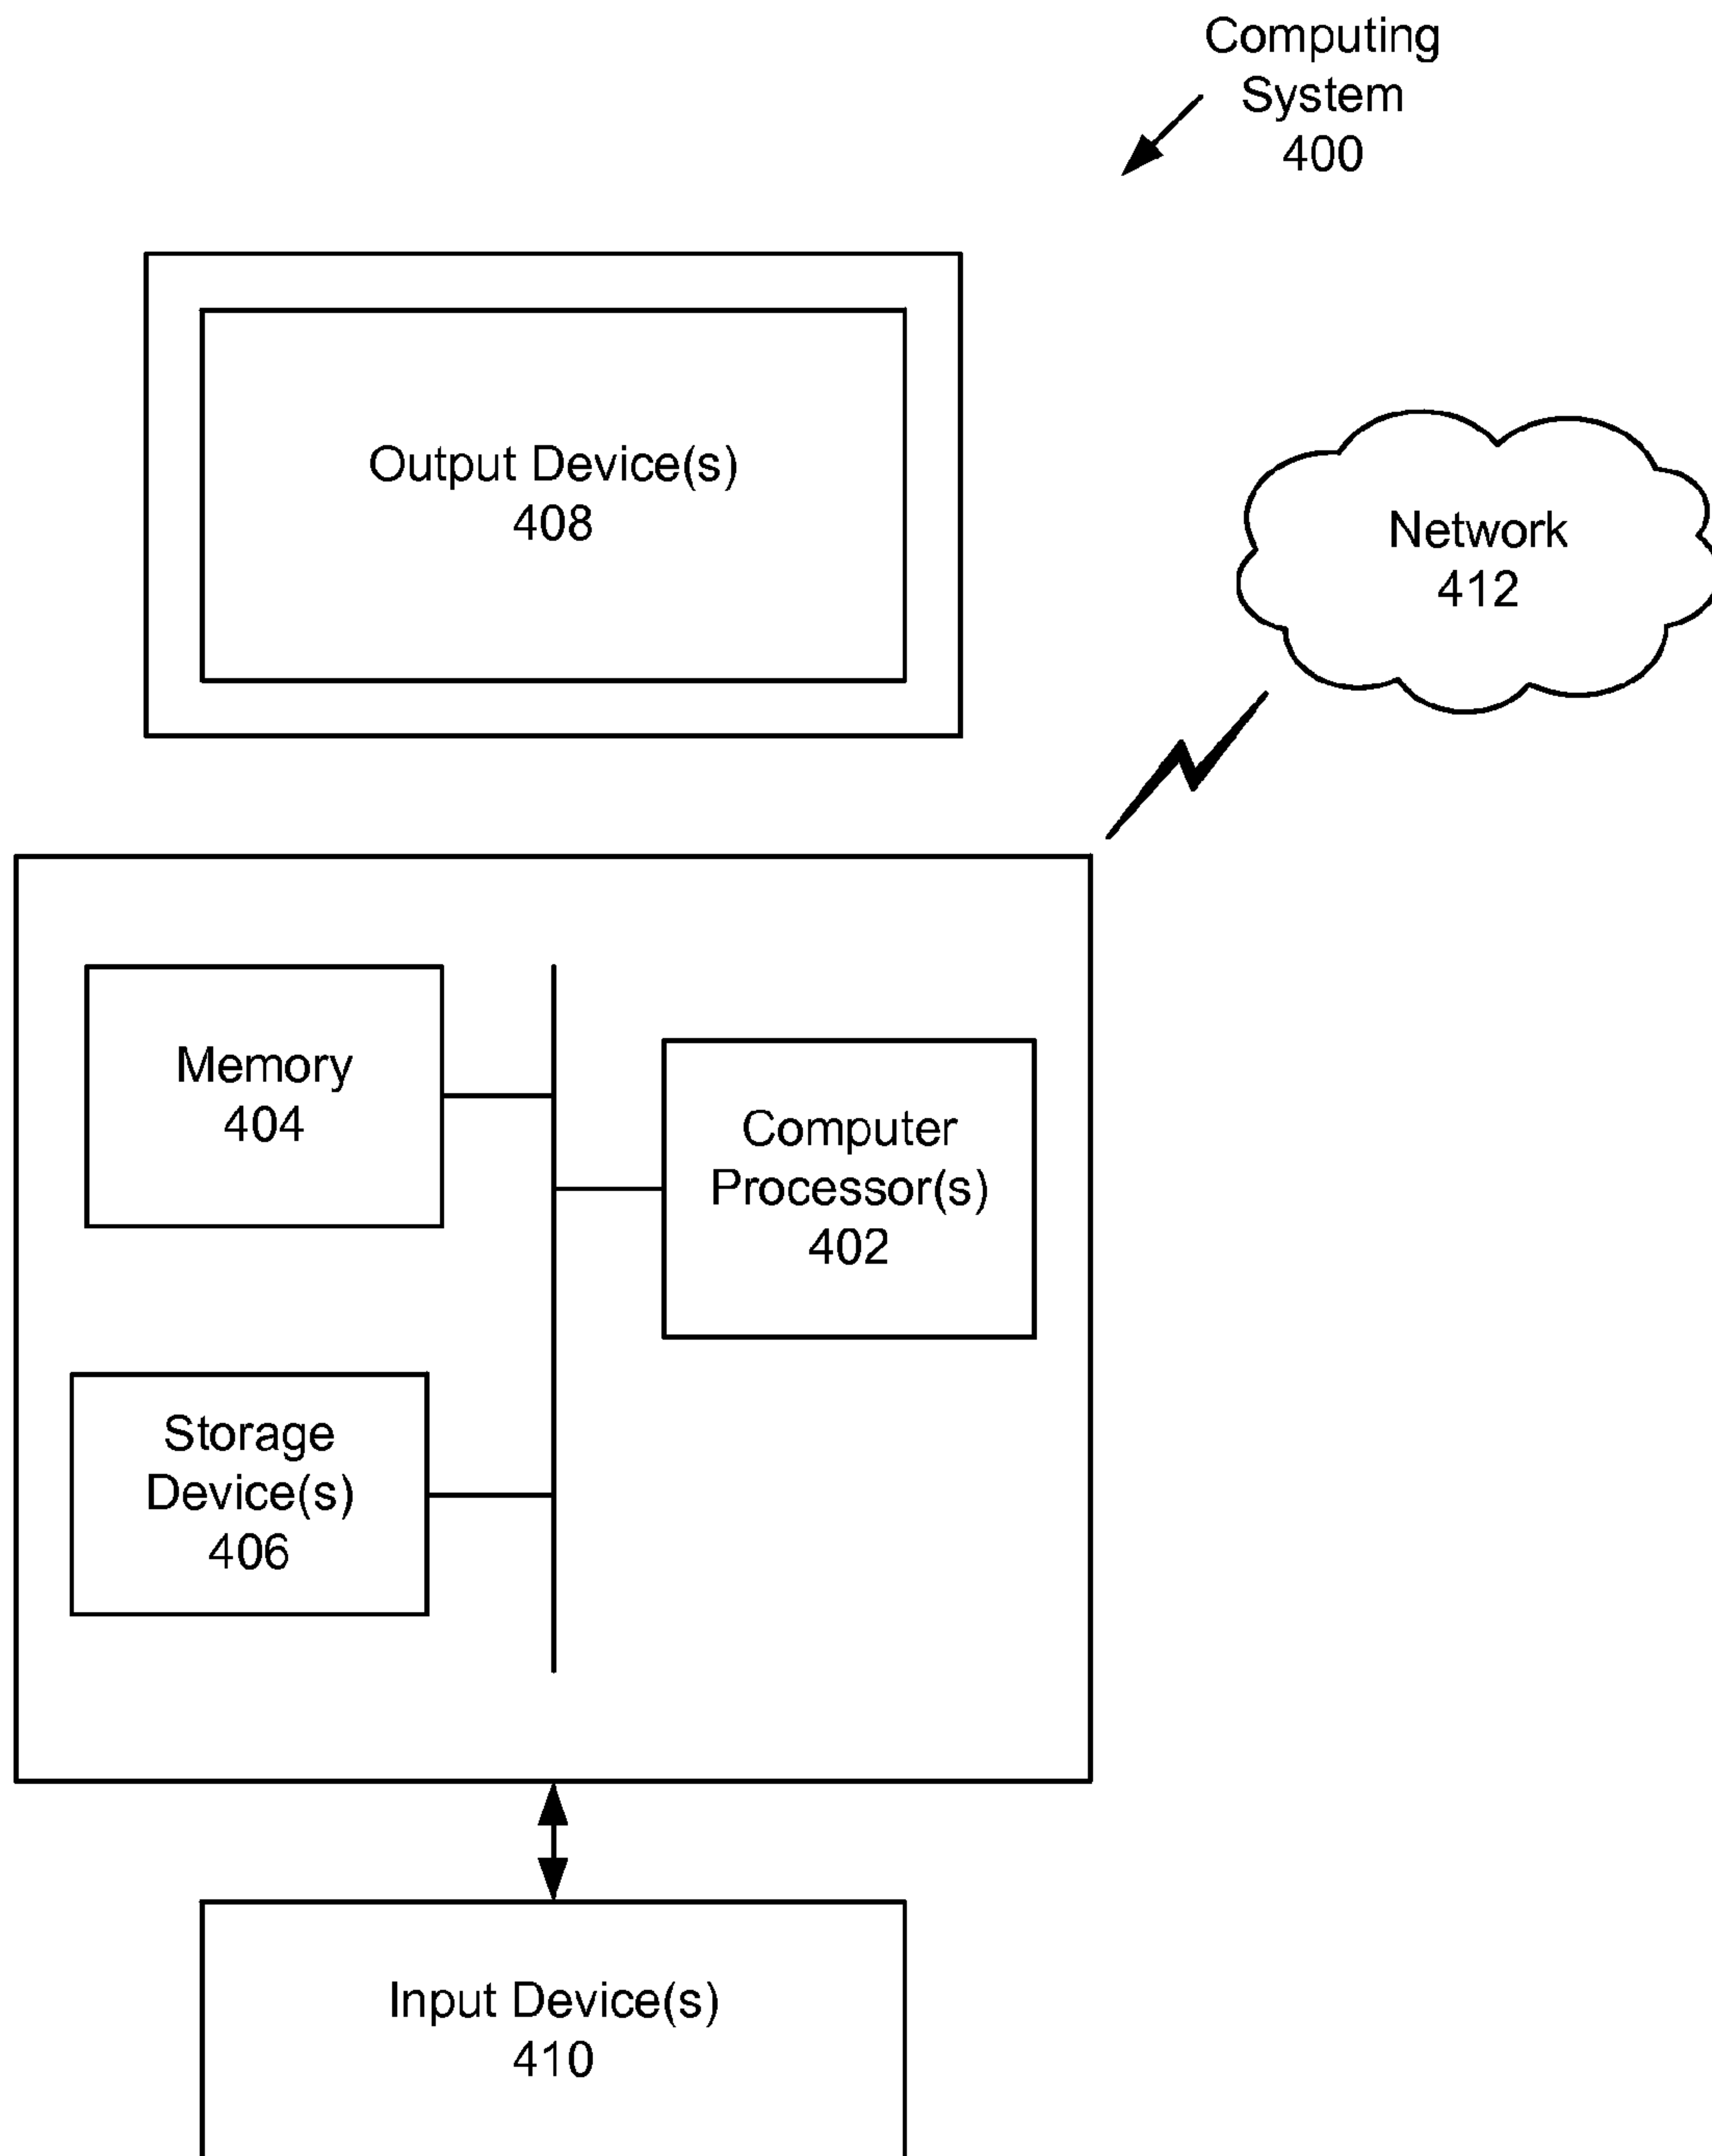 Computing
System
400
Output Device(s)
408
Network
412
Memory
404
Computer
Processor(s)
402
Storage
Device(s)
406
Input Device(s)
410